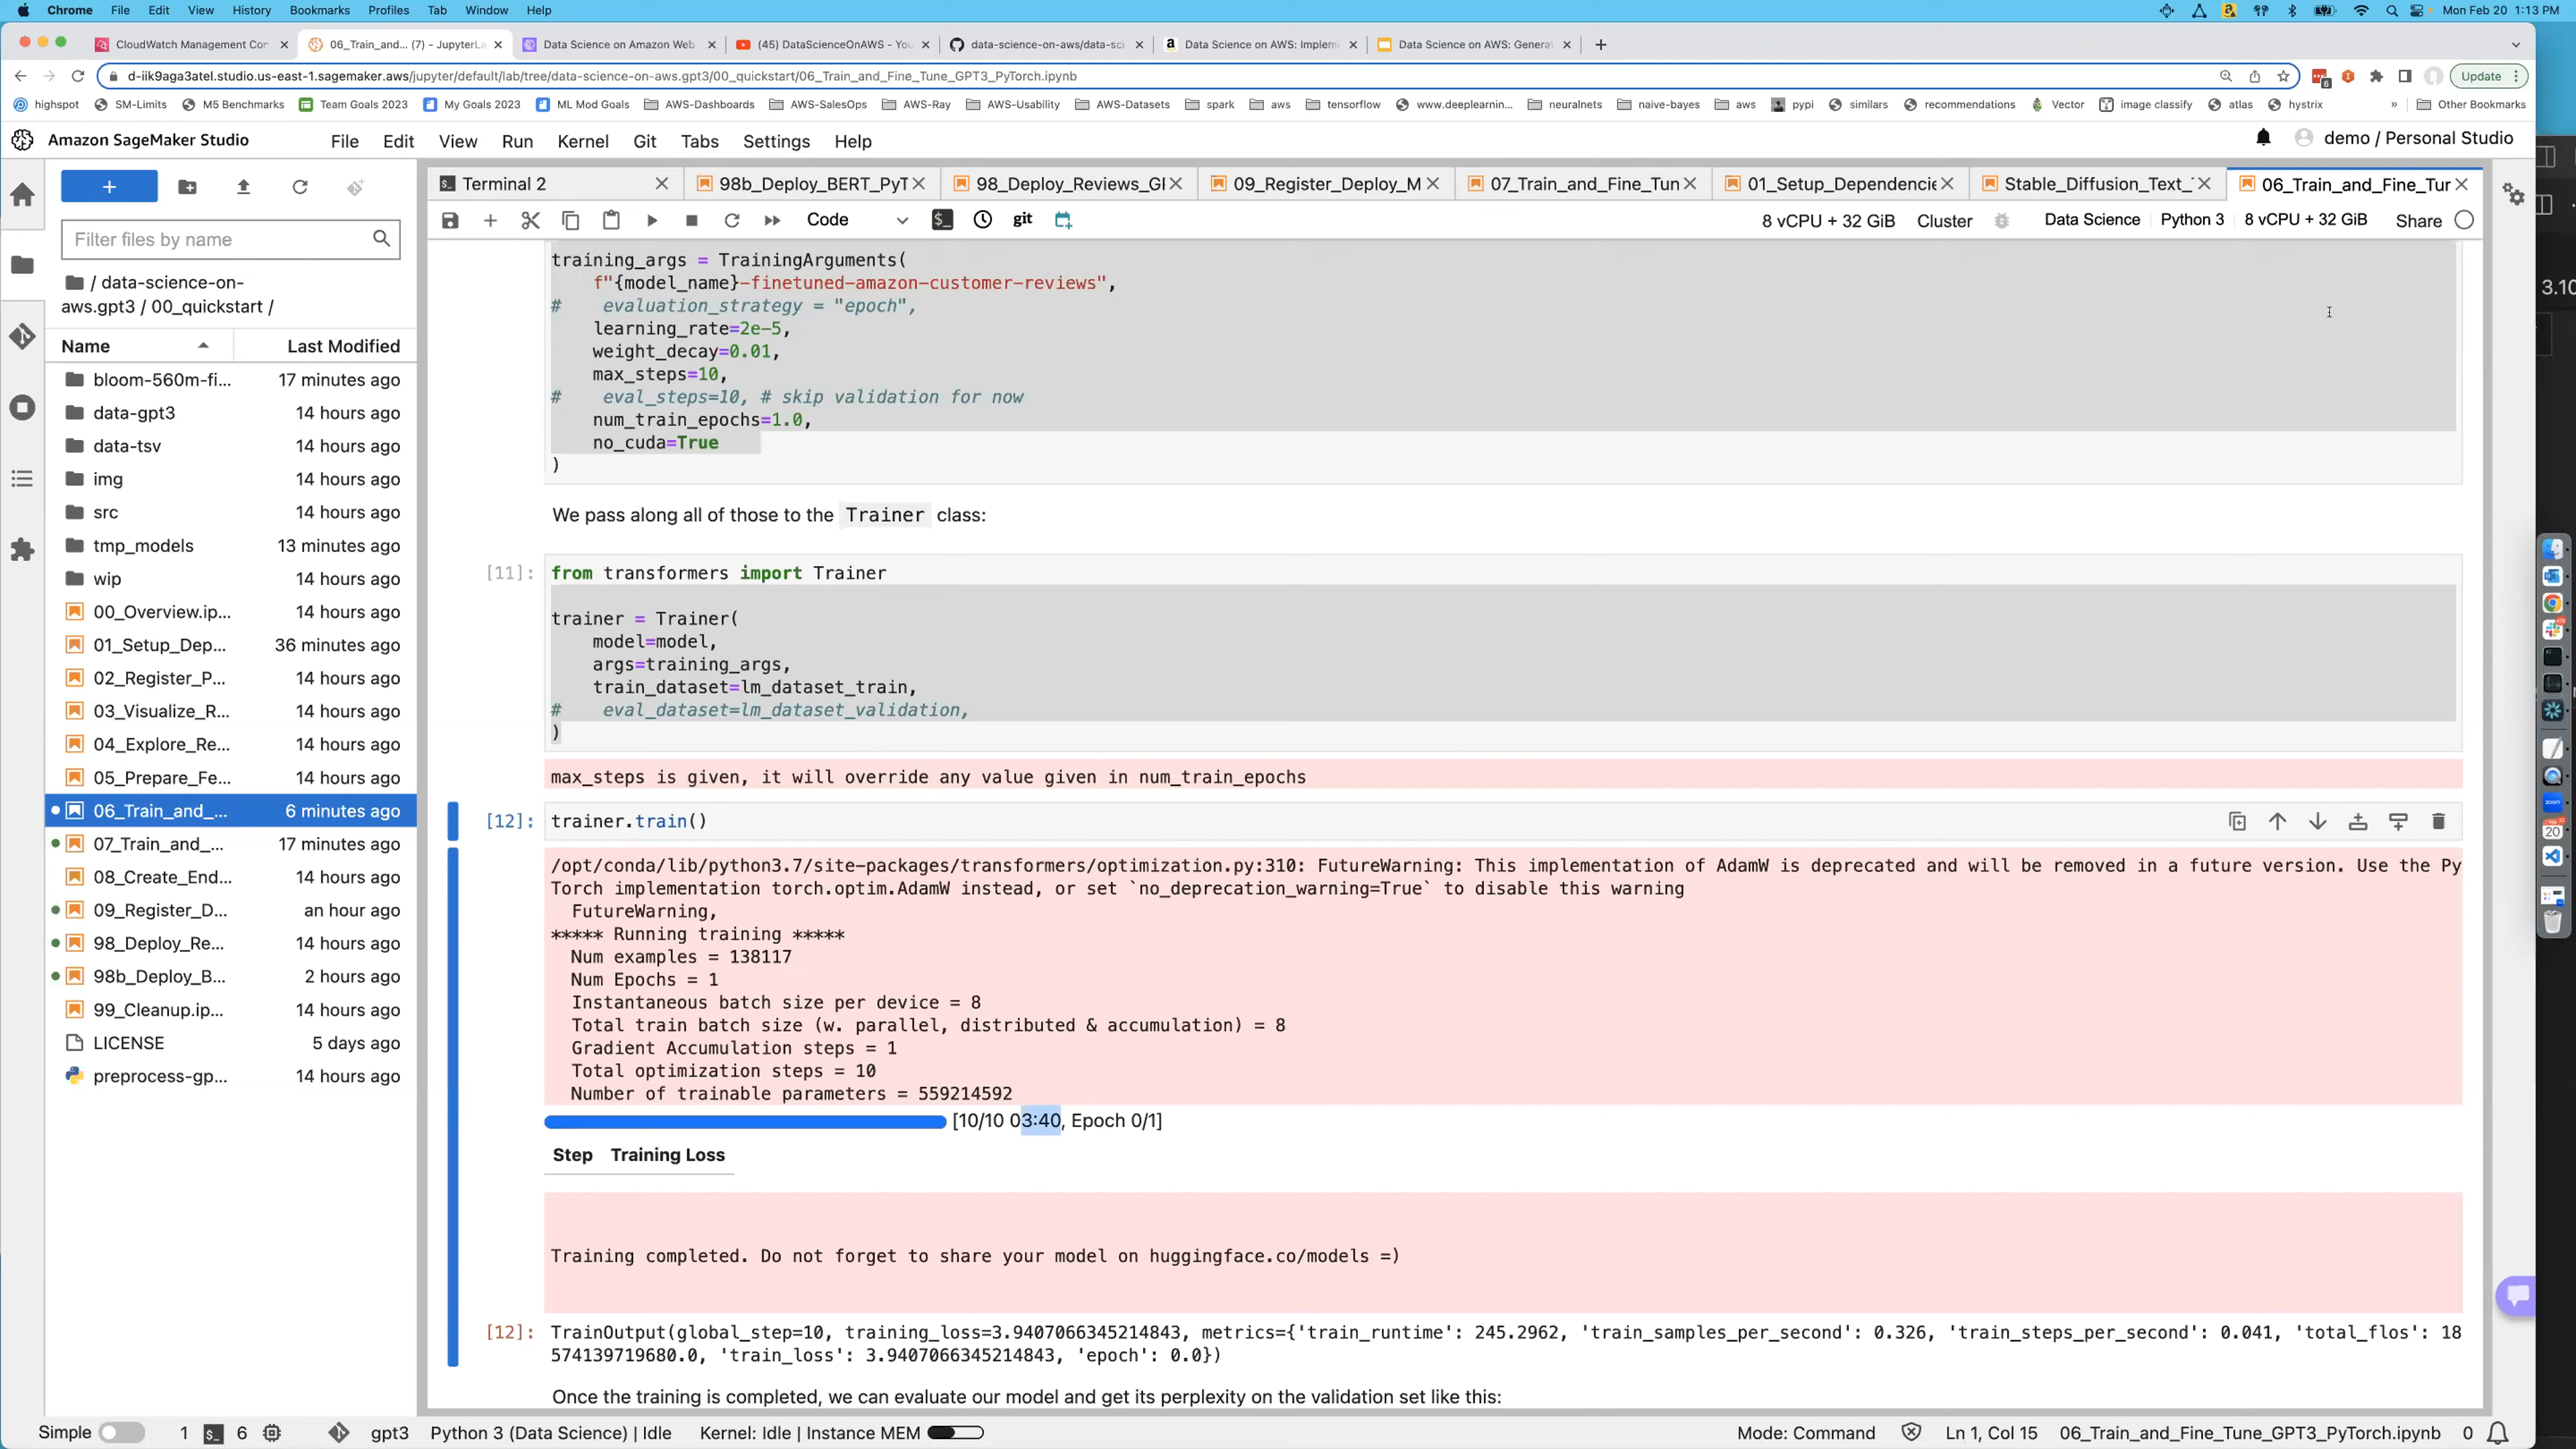 Chrome File Edit View History Bookmarks Profiles Tab Window Help
Mon Feb 20 1:13 PM
CloudWatch Management Con
06_Train_and... (7) - JupyterLa
Data Science on Amazon Web
(45) DataScienceOnAWS - You
data-science-on-aws/data-sci
Data Science on AWS: Implem
Data Science on AWS: Generat
d-iik9aga3atel.studio.us-east-1.sagemaker.aws/jupyter/default/lab/tree/data-science-on-aws.gpt3/00_quickstart/06_Train_and_Fine_Tune_GPT3_PyTorch.ipynb
Update
highspot SM-Limits M5 Benchmarks Team Goals 2023 My Goals 2023 ML Mod Goals AWS-Dashboards AWS-SalesOps AWS-Ray AWS-Usability AWS-Datasets spark aws tensorflow www.deeplearnin... neuralnets naive-bayes aws pypi similars recommendations Vector image classify atlas hystrix » Other Bookmarks
Amazon SageMaker Studio File Edit View Run Kernel Git Tabs Settings Help
demo / Personal Studio
Terminal 2
98b_Deploy_BERT_PyT
98_Deploy_Reviews_GI
09_Register_Deploy_M
07_Train_and_Fine_Tun
01_Setup_Dependencie
Stable_Diffusion_Text_
06_Train_and_Fine_Tur
Code git 8 vCPU + 32 GiB Cluster Data Science Python 3 8 vCPU + 32 GiB Share
Filter files by name
/ data-science-on-
aws.gpt3 / 00_quickstart /
Name Last Modified
bloom-560m-fi... 17 minutes ago
data-gpt3 14 hours ago
data-tsv 14 hours ago
img 14 hours ago
src 14 hours ago
tmp_models 13 minutes ago
wip 14 hours ago
00_Overview.ip... 14 hours ago
01_Setup_Dep... 36 minutes ago
02_Register_P... 14 hours ago
03_Visualize_R... 14 hours ago
04_Explore_Re... 14 hours ago
05_Prepare_Fe... 14 hours ago
06_Train_and_... 6 minutes ago
07_Train_and_... 17 minutes ago
08_Create_End... 14 hours ago
09_Register_D... an hour ago
98_Deploy_Re... 14 hours ago
98b_Deploy_B... 2 hours ago
99_Cleanup.ip... 14 hours ago
LICENSE 5 days ago
preprocess-gp... 14 hours ago
training_args = TrainingArguments(
f"{model_name}-finetuned-amazon-customer-reviews",
# evaluation_strategy = "epoch",
learning_rate=2e-5,
weight_decay=0.01,
max_steps=10,
# eval_steps=10, # skip validation for now
num_train_epochs=1.0,
no_cuda=True
)
We pass along all of those to the Trainer class:
[11]: from transformers import Trainer
trainer = Trainer(
model=model,
args=training_args,
train_dataset=lm_dataset_train,
# eval_dataset=lm_dataset_validation,
)
max_steps is given, it will override any value given in num_train_epochs
[12]: trainer.train()
/opt/conda/lib/python3.7/site-packages/transformers/optimization.py:310: FutureWarning: This implementation of AdamW is deprecated and will be removed in a future version. Use the Py
Torch implementation torch.optim.AdamW instead, or set `no_deprecation_warning=True` to disable this warning
FutureWarning,
***** Running training *****
Num examples = 138117
Num Epochs = 1
Instantaneous batch size per device = 8
Total train batch size (w. parallel, distributed & accumulation) = 8
Gradient Accumulation steps = 1
Total optimization steps = 10
Number of trainable parameters = 559214592
[10/10 03:40, Epoch 0/1]
Step Training Loss
Training completed. Do not forget to share your model on huggingface.co/models =)
[12]: TrainOutput(global_step=10, training_loss=3.9407066345214843, metrics={'train_runtime': 245.2962, 'train_samples_per_second': 0.326, 'train_steps_per_second': 0.041, 'total_flos': 18
574139719680.0, 'train_loss': 3.9407066345214843, 'epoch': 0.0})
Once the training is completed, we can evaluate our model and get its perplexity on the validation set like this:
Simple 1 6 gpt3 Python 3 (Data Science) | Idle Kernel: Idle | Instance MEM Mode: Command Ln 1, Col 15 06_Train_and_Fine_Tune_GPT3_PyTorch.ipynb 0
3.10